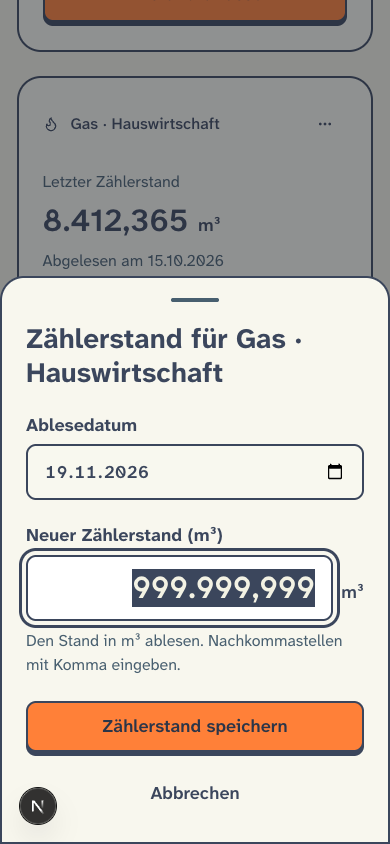 Gas · Hauswirtschaft
...
Letzter Zählerstand
8.412,365 m³
Abgelesen am 15.10.2026
Zählerstand für Gas ·
Hauswirtschaft
Ablesedatum
19.11.2026
Neuer Zählerstand (m³)
999.999,999 m³
Den Stand in m³ ablesen. Nachkommastellen
mit Komma eingeben.
Zählerstand speichern
Abbrechen
N